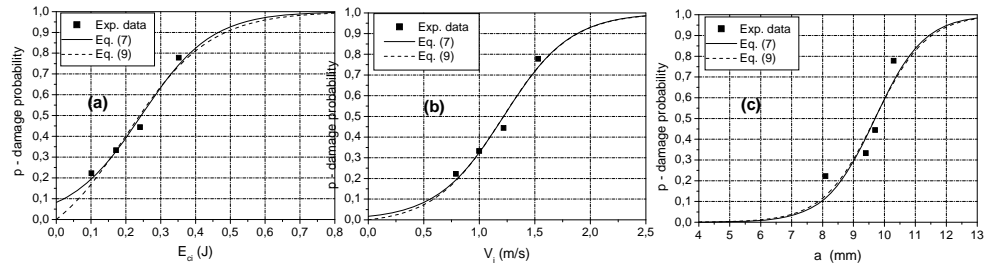 p - damage probability
1,0
0,9
0,8
0,7
0,6
0,5
0,4
0,3
0,2
0,1
0,0
Exp. data
Eq. (7)
Eq. (9)
(a)
0,0 0,1 0,2 0,3 0,4 0,5 0,6 0,7 0,8
E_ci (J)
p - damage probability
1,0
0,9
0,8
0,7
0,6
0,5
0,4
0,3
0,2
0,1
0,0
Exp. data
Eq. (7)
Eq. (9)
(b)
0,0 0,5 1,0 1,5 2,0 2,5
V_i (m/s)
p - damage probability
1,0
0,9
0,8
0,7
0,6
0,5
0,4
0,3
0,2
0,1
0,0
Exp. data
Eq. (7)
Eq. (9)
(c)
4 5 6 7 8 9 10 11 12 13
a (mm)